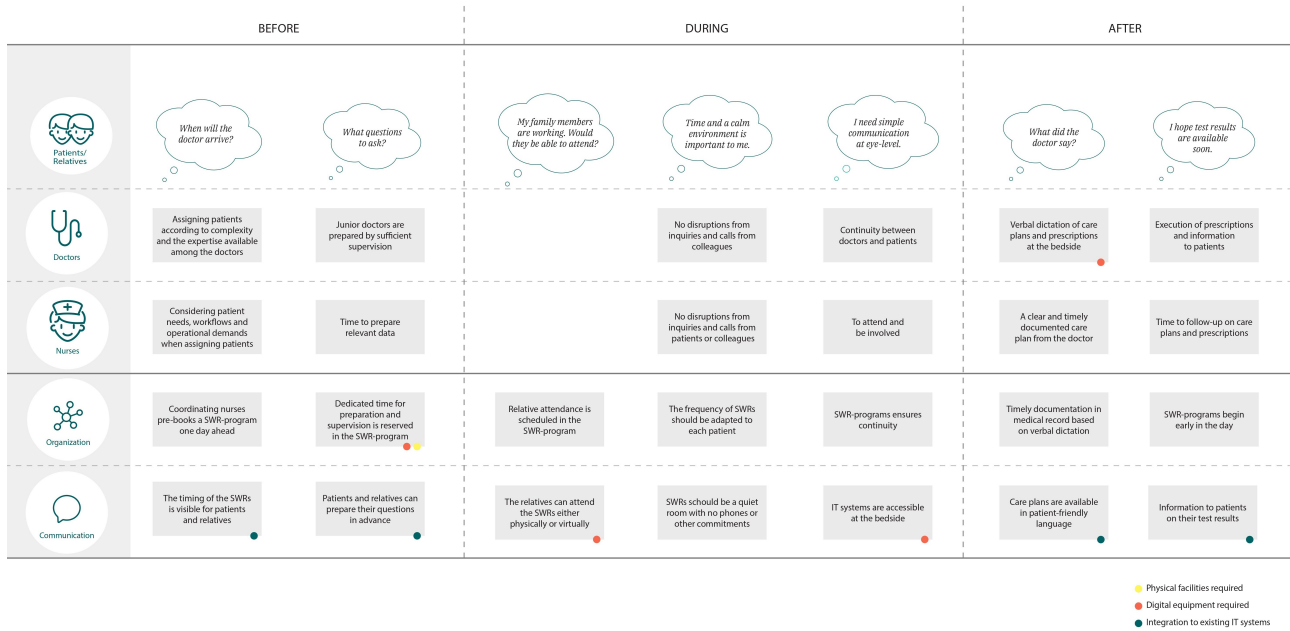 BEFORE
DURING
AFTER
Patients/
Relatives
When will the
doctor arrive?
What questions
to ask?
My family members
are working. Would
they be able to attend?
Time and a calm
environment is
important to me.
I need simple
communication
at eye-level.
What did the
doctor say?
I hope test results
are available
soon.
Doctors
Assigning patients
according to complexity
and the expertise available
among the doctors
Junior doctors are
prepared by sufficient
supervision
No disruptions from
inquiries and calls from
colleagues
Continuity between
doctors and patients
Verbal dictation of care
plans and prescriptions
at the bedside
Execution of prescriptions
and information
to patients
Nurses
Considering patient
needs, workflows and
operational demands
when assigning patients
Time to prepare
relevant data
No disruptions from
inquiries and calls from
patients or colleagues
To attend and
be involved
A clear and timely
documented care
plan from the doctor
Time to follow-up on care
plans and prescriptions
Organization
Coordinating nurses
pre-books a SWR-program
one day ahead
Dedicated time for
preparation and
supervision is reserved
in the SWR-program
Relative attendance is
scheduled in the
SWR-program
The frequency of SWRs
should be adapted to
each patient
SWR-programs ensures
continuity
Timely documentation in
medical record based
on verbal dictation
SWR-programs begin
early in the day
Communication
The timing of the SWRs
is visible for patients
and relatives
Patients and relatives can
prepare their questions
in advance
The relatives can attend
the SWRs either
physically or virtually
SWRs schould be a quiet
room with no phones or
other commitments
IT systems are accessible
at the bedside
Care plans are available
in patient-friendly
language
Information to patients
on their test results
Physical facilities required
Digital equipment required
Integration to existing IT systems